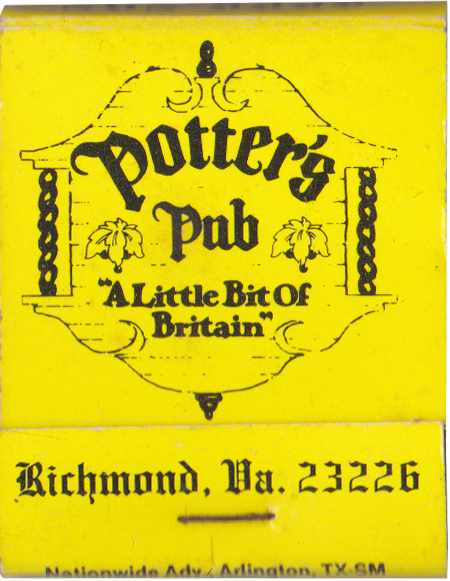 Potter's
Pub
"A Little Bit Of
Britain"
Richmond, Va. 23226
Nationwide Adv. Arlington, TX-SM